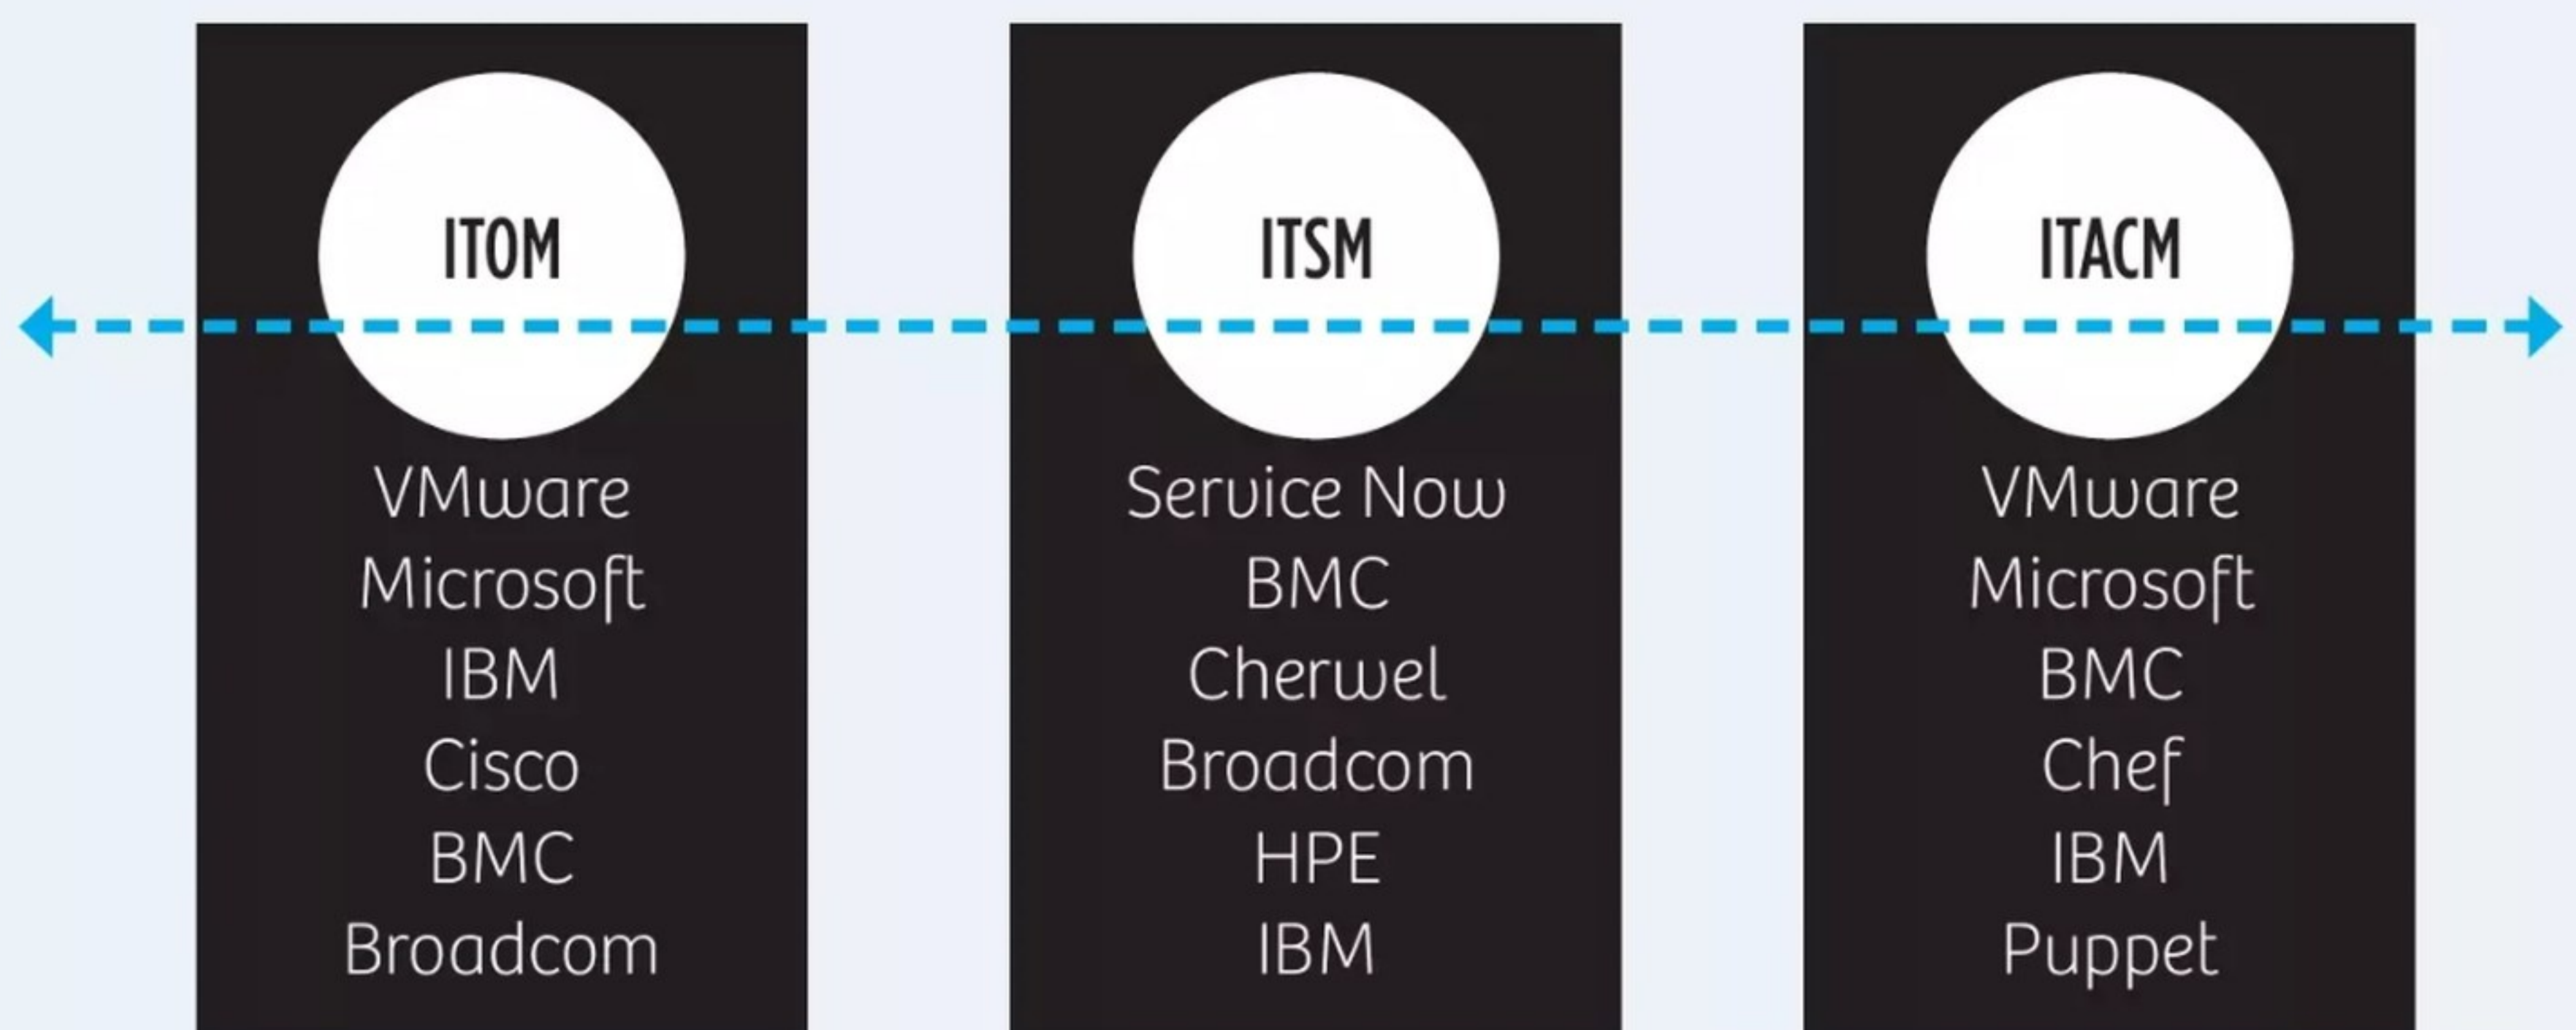 ITOM
VMware
Microsoft
IBM
Cisco
BMC
Broadcom
ITSM
Service Now
BMC
Cherwel
Broadcom
HPE
IBM
ITACM
VMware
Microsoft
BMC
Chef
IBM
Puppet